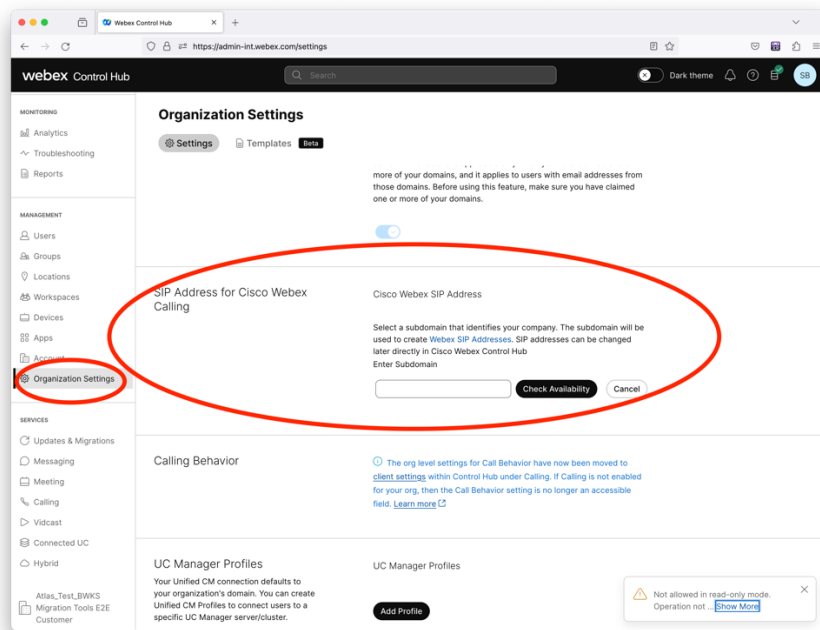 Webex Control Hub
https://admin-int.webex.com/settings
webex Control Hub
Search
Dark theme
SB
MONITORING
Analytics
Troubleshooting
Reports
MANAGEMENT
Users
Groups
Locations
Workspaces
Devices
Apps
Account
Organization Settings
SERVICES
Updates & Migrations
Messaging
Meeting
Calling
Vidcast
Connected UC
Hybrid
Atlas_Test_BWKS
Migration Tools E2E
Customer
Organization Settings
Settings
Templates
Beta
more of your domains, and it applies to users with email addresses from
those domains. Before using this feature, make sure you have claimed
one or more of your domains.
SIP Address for Cisco Webex
Calling
Cisco Webex SIP Address
Select a subdomain that identifies your company. The subdomain will be
used to create Webex SIP Addresses. SIP addresses can be changed
later directly in Cisco Webex Control Hub
Enter Subdomain
Check Availability
Cancel
Calling Behavior
The org level settings for Call Behavior have now been moved to
client settings within Control Hub under Calling. If Calling is not enabled
for your org, then the Call Behavior setting is no longer an accessible
field. Learn more
UC Manager Profiles
Your Unified CM connection defaults to
your organization's domain. You can create
Unified CM Profiles to connect users to a
specific UC Manager server/cluster.
UC Manager Profiles
Add Profile
Not allowed in read-only mode.
Operation not ... Show More